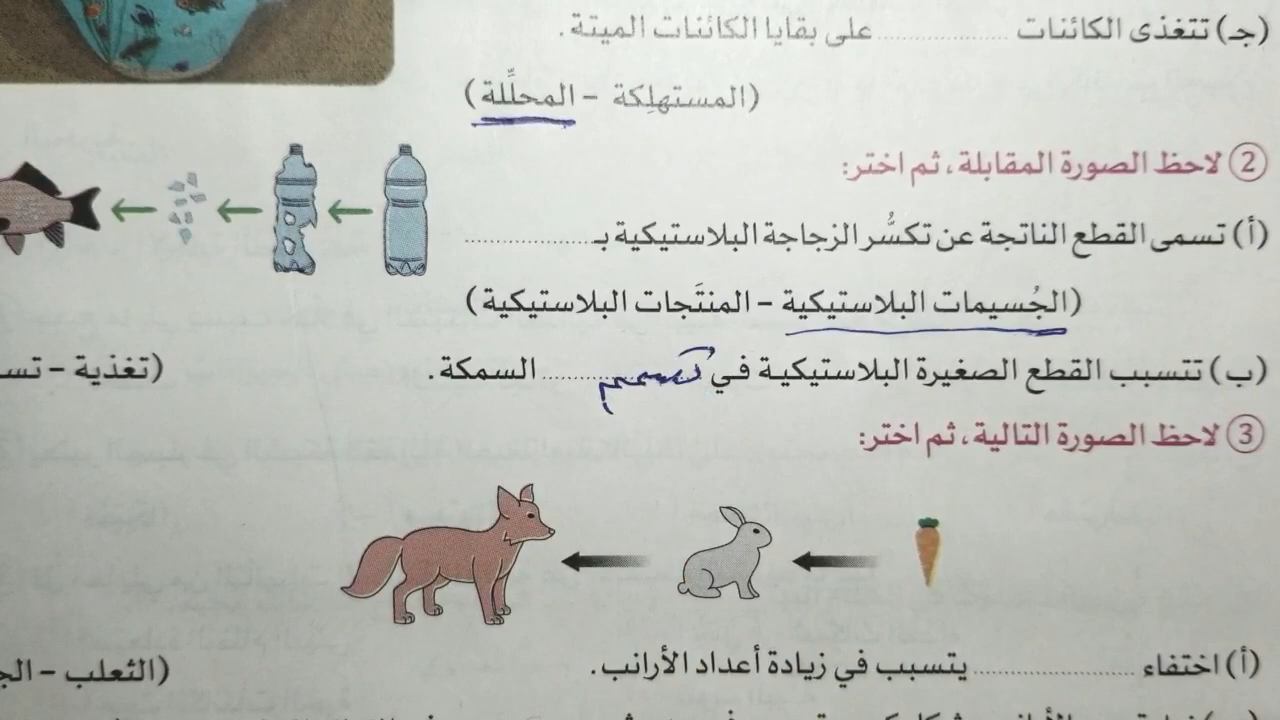 (جـ) تتغذى الكائنات .................... على بقايا الكائنات الميتة.
(المستهلِكة - المحلِّلة)
② لاحظ الصورة المقابلة، ثم اختر:
(أ) تسمى القطع الناتجة عن تكسُّر الزجاجة البلاستيكية بـ ....................
(الجُسيمات البلاستيكية - المنتَجات البلاستيكية)
(ب) تتسبب القطع الصغيرة البلاستيكية في تسمم .......... السمكة. (تغذية - تسـ
③ لاحظ الصورة التالية، ثم اختر:
(أ) اختفاء .................... يتسبب في زيادة أعداد الأرانب. (الثعلب - الجـ